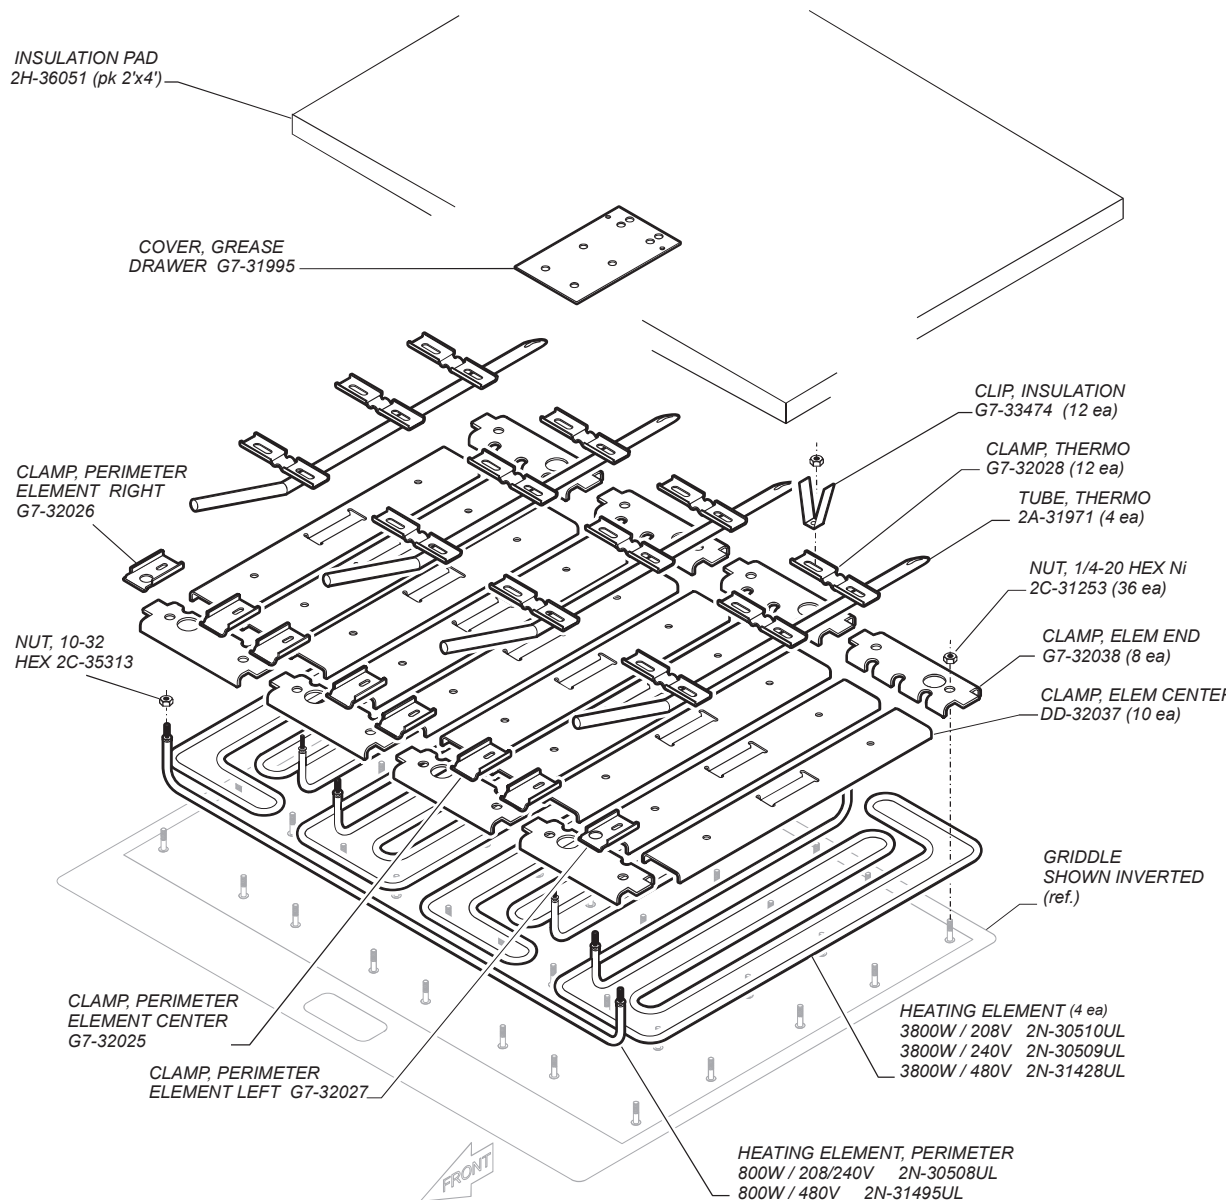 INSULATION PAD
2H-36051 (pk 2'x4')
COVER, GREASE
DRAWER G7-31995
CLIP, INSULATION
G7-33474 (12 ea)
CLAMP, THERMO
G7-32028 (12 ea)
TUBE, THERMO
2A-31971 (4 ea)
NUT, 1/4-20 HEX Ni
2C-31253 (36 ea)
CLAMP, ELEM END
G7-32038 (8 ea)
CLAMP, ELEM CENTER
DD-32037 (10 ea)
CLAMP, PERIMETER
ELEMENT RIGHT
G7-32026
NUT, 10-32
HEX 2C-35313
GRIDDLE
SHOWN INVERTED
(ref.)
CLAMP, PERIMETER
ELEMENT CENTER
G7-32025
CLAMP, PERIMETER
ELEMENT LEFT G7-32027
HEATING ELEMENT (4 ea)
3800W / 208V 2N-30510UL
3800W / 240V 2N-30509UL
3800W / 480V 2N-31428UL
FRONT
HEATING ELEMENT, PERIMETER
800W / 208/240V 2N-30508UL
800W / 480V 2N-31495UL